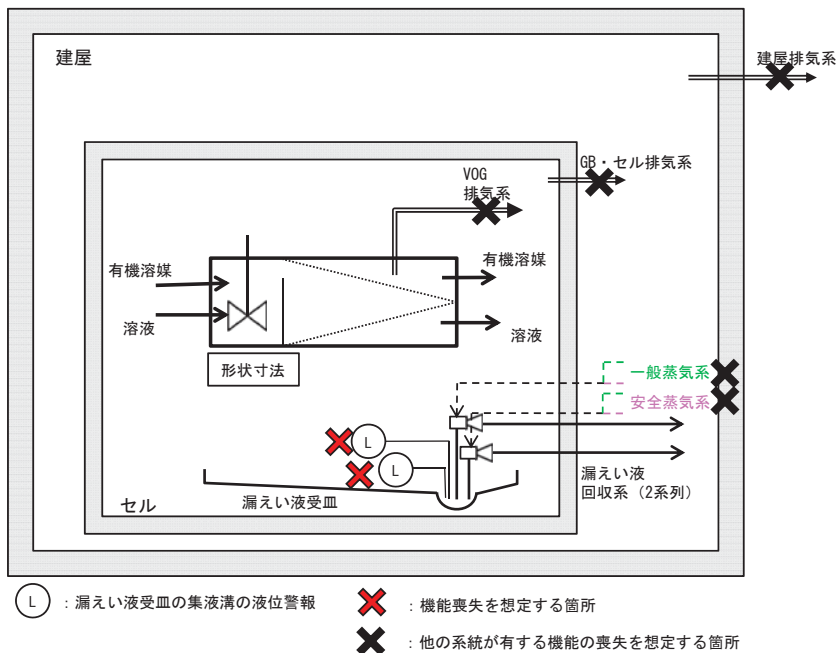 建屋
建屋排気系
GB・セル排気系
VOG
排気系
有機溶媒
有機溶媒
溶液
溶液
形状寸法
一般蒸気系
安全蒸気系
L
L
漏えい液
回収系（2系列）
漏えい液受皿
セル
L
：漏えい液受皿の集液溝の液位警報
：機能喪失を想定する箇所
：他の系統が有する機能の喪失を想定する箇所